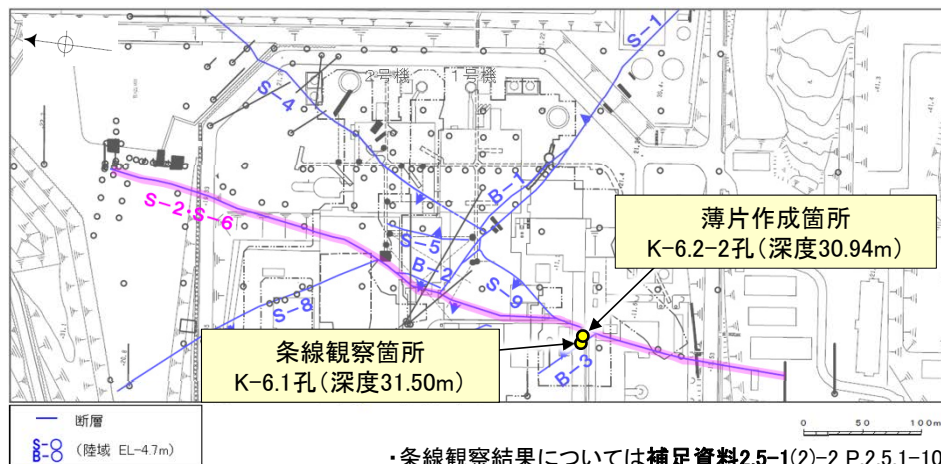 S-1
2号機
1号機
S-4
B-1
薄片作成箇所
K-6.2-2孔(深度30.94m)
S-2・S-6
S-5
B-2
S-9
S-8
条線観察箇所
K-6.1孔(深度31.50m)
B-3
断層
S-○
B-○
(陸域 EL-4.7m)
0 50 100m
・条線観察結果については補足資料2.5-1(2)-2 P.2.5.1-10